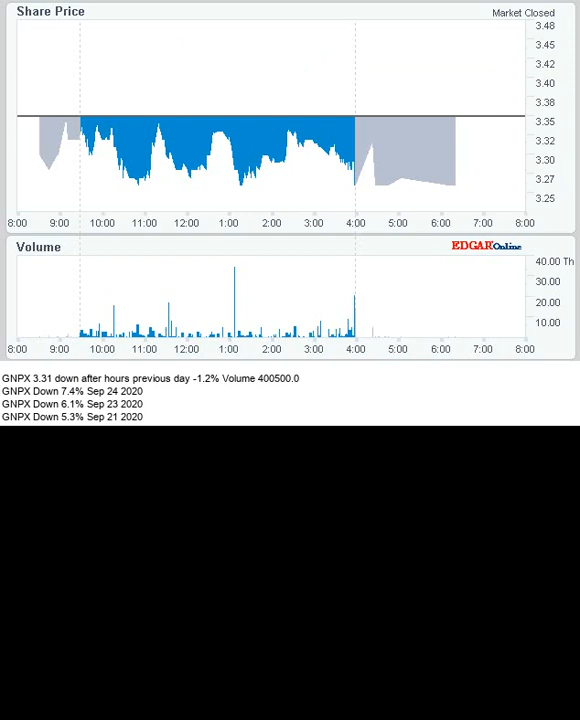 Share Price
Market Closed
3.48
3.45
3.42
3.40
3.38
3.35
3.32
3.30
3.27
3.25
8:00 9:00 10:00 11:00 12:00 1:00 2:00 3:00 4:00 5:00 6:00 7:00 8:00
Volume
EDGAR Online
40.00 Th
30.00
20.00
10.00
8:00 9:00 10:00 11:00 12:00 1:00 2:00 3:00 4:00 5:00 6:00 7:00 8:00
GNPX 3.31 down after hours previous day -1.2% Volume 400500.0
GNPX Down 7.4% Sep 24 2020
GNPX Down 6.1% Sep 23 2020
GNPX Down 5.3% Sep 21 2020